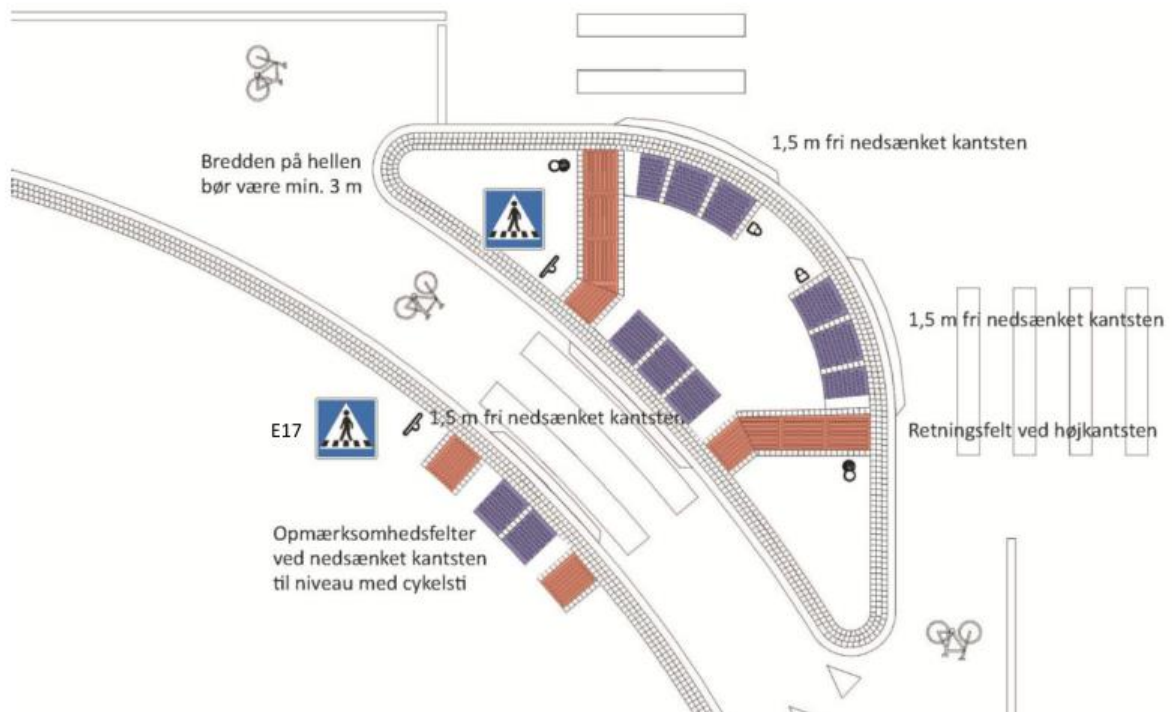 1,5 m fri nedsænket kantsten
Bredden på hellen
bør være min. 3 m
1,5 m fri nedsænket kantsten
1,5 m fri nedsænket kantsten
E17
Retningsfelt ved højkantsten
Opmærksomhedsfelter
ved nedsænket kantsten
til niveau med cykelsti